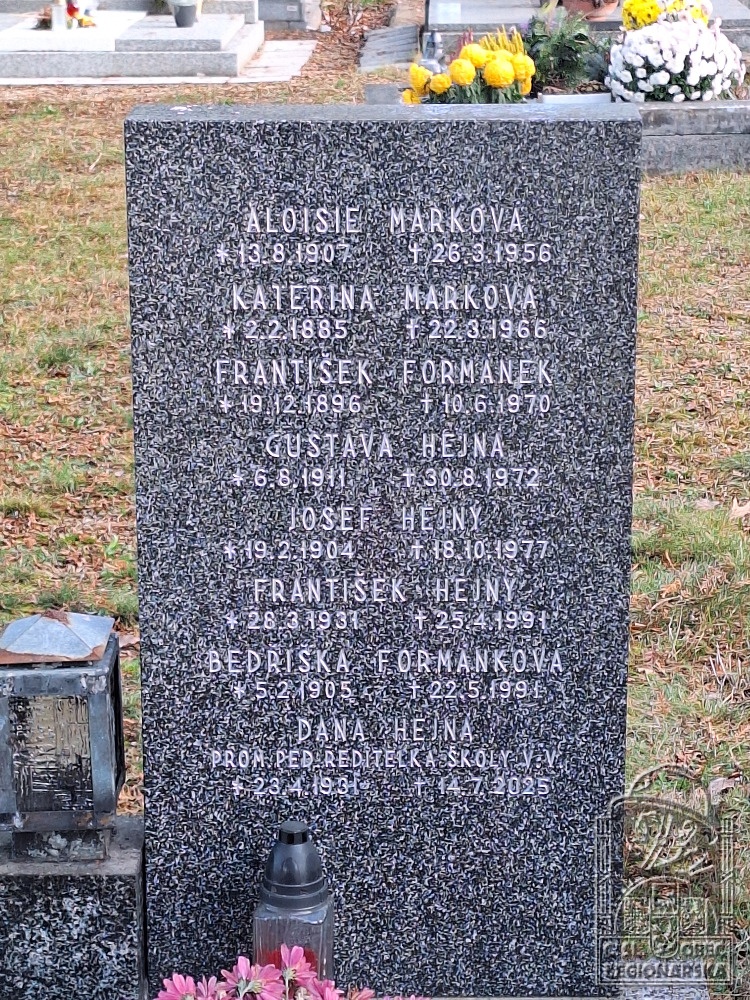 ALOISIE MARKOVA
*13.8.1907 †26.3.1956
KATEŘINA MARKOVÁ
*2.2.1885 †22.3.1966
FRANTIŠEK FORMÁNEK
*19.12.1896 †10.6.1970
GUSTAVA HEJNÁ
*6.8.1911 †30.8.1972
JOSEF HEJNÝ
*19.2.1904 †18.10.1977
FRANTIŠEK HEJNÝ
*28.3.1931 †25.4.1991
BEDŘIŠKA FORMÁNKOVÁ
*5.2.1905 †22.5.1991
DANA HEJNÁ
PROM.PED.ŘEDITELKA ŠKOLY V.V.
*23.4.1931 †14.7.2025
OBEC
LEGIONÁŘSKÁ